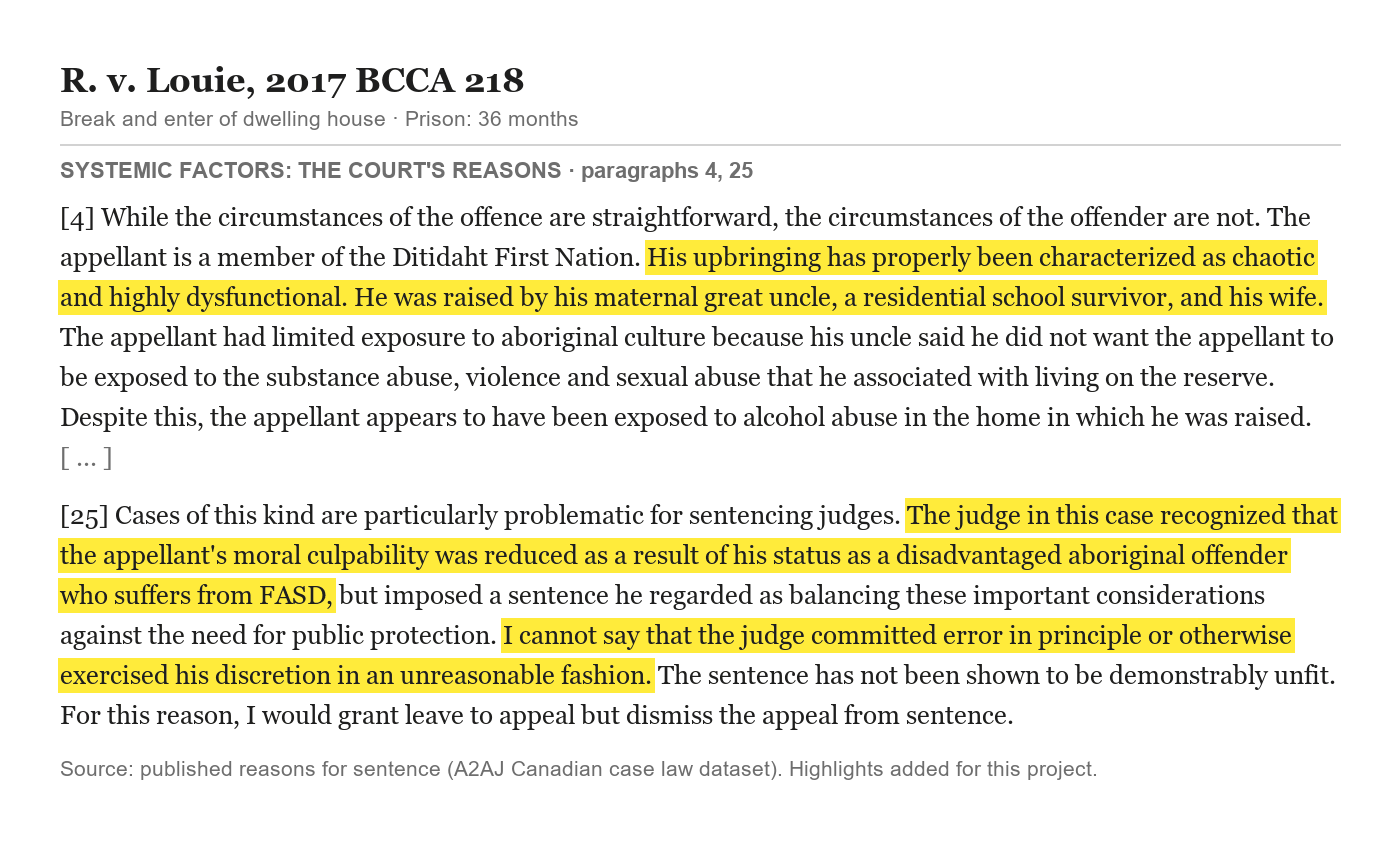 R. v. Louie, 2017 BCCA 218
Break and enter of dwelling house · Prison: 36 months
SYSTEMIC FACTORS: THE COURT'S REASONS · paragraphs 4, 25
[4] While the circumstances of the offence are straightforward, the circumstances of the offender are not. The
appellant is a member of the Ditidaht First Nation. His upbringing has properly been characterized as chaotic
and highly dysfunctional. He was raised by his maternal great uncle, a residential school survivor, and his wife.
The appellant had limited exposure to aboriginal culture because his uncle said he did not want the appellant to
be exposed to the substance abuse, violence and sexual abuse that he associated with living on the reserve.
Despite this, the appellant appears to have been exposed to alcohol abuse in the home in which he was raised.
[ ... ]
[25] Cases of this kind are particularly problematic for sentencing judges. The judge in this case recognized that
the appellant's moral culpability was reduced as a result of his status as a disadvantaged aboriginal offender
who suffers from FASD, but imposed a sentence he regarded as balancing these important considerations
against the need for public protection. I cannot say that the judge committed error in principle or otherwise
exercised his discretion in an unreasonable fashion. The sentence has not been shown to be demonstrably unfit.
For this reason, I would grant leave to appeal but dismiss the appeal from sentence.
Source: published reasons for sentence (A2AJ Canadian case law dataset). Highlights added for this project.